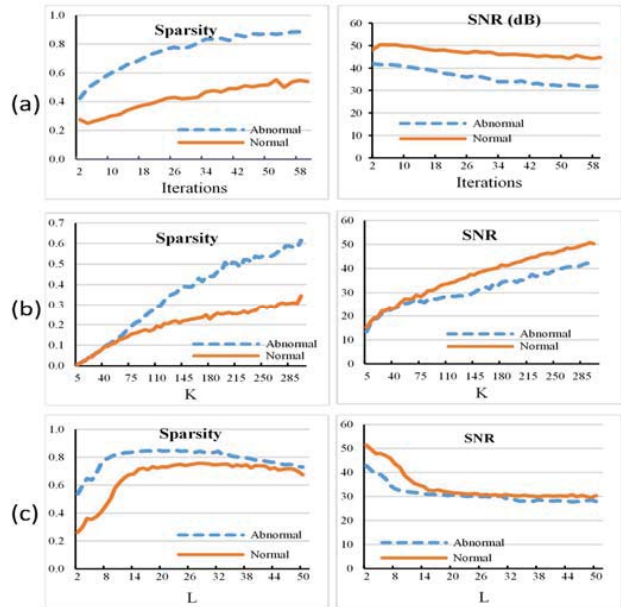 (a)
Sparsity
1.0
0.8
0.6
0.4
0.2
0.0
Abnormal
Normal
2 10 18 26 34 42 50 58
Iterations
SNR (dB)
60
50
40
30
20
10
0
Abnormal
Normal
2 10 18 26 34 42 50 58
Iterations
(b)
Sparsity
0.7
0.6
0.5
0.4
0.3
0.2
0.1
0.0
Abnormal
Normal
5 40 75 110 145 180 215 250 285
K
SNR
60
50
40
30
20
10
0
Abnormal
Normal
5 40 75 110 145 180 215 250 285
K
(c)
Sparsity
1.0
0.8
0.6
0.4
0.2
0.0
Abnormal
Normal
2 8 14 20 26 32 38 44 50
L
SNR
60
50
40
30
20
10
0
Abnormal
Normal
2 8 14 20 26 32 38 44 50
L